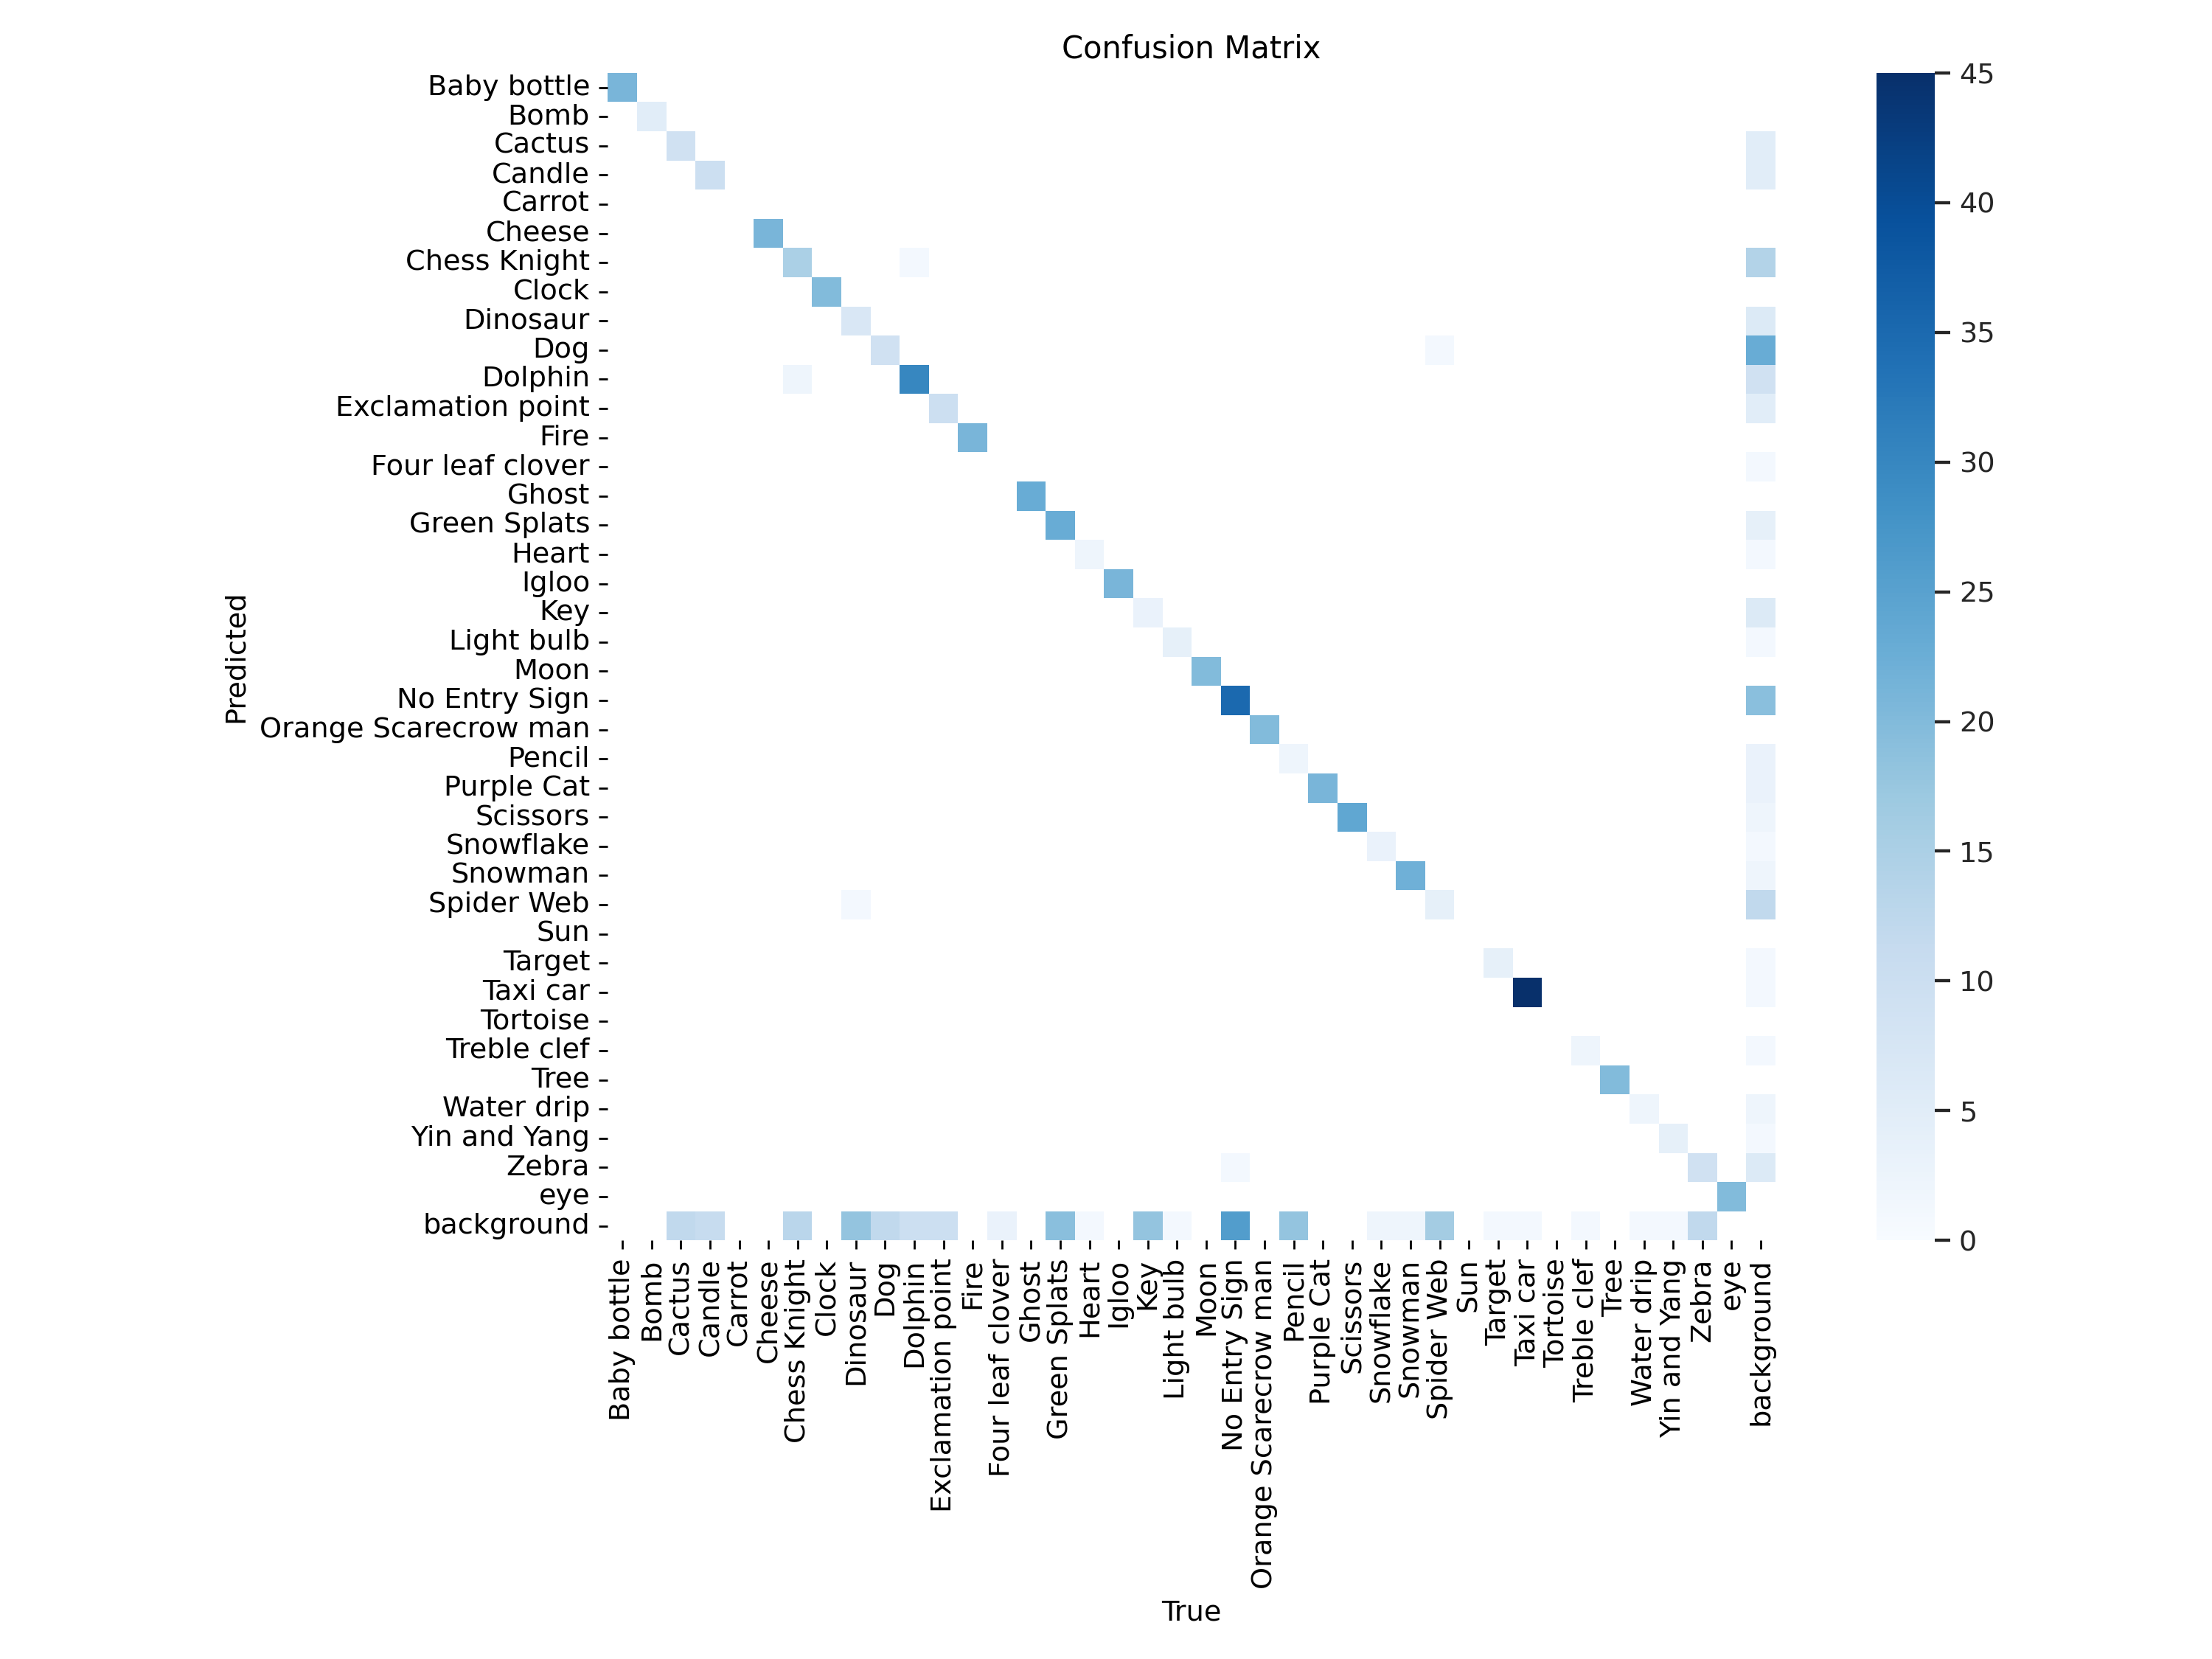 Confusion Matrix
Baby bottle
Bomb
Cactus
Candle
Carrot
Cheese
Chess Knight
Clock
Dinosaur
Dog
Dolphin
Exclamation point
Fire
Four leaf clover
Ghost
Green Splats
Heart
Igloo
Key
Light bulb
Moon
No Entry Sign
Orange Scarecrow man
Pencil
Purple Cat
Scissors
Snowflake
Snowman
Spider Web
Sun
Target
Taxi car
Tortoise
Treble clef
Tree
Water drip
Yin and Yang
Zebra
eye
background
Predicted
Baby bottle
Bomb
Cactus
Candle
Carrot
Cheese
Chess Knight
Clock
Dinosaur
Dog
Dolphin
Exclamation point
Fire
Four leaf clover
Ghost
Green Splats
Heart
Igloo
Key
Light bulb
Moon
No Entry Sign
Orange Scarecrow man
Pencil
Purple Cat
Scissors
Snowflake
Snowman
Spider Web
Sun
Target
Taxi car
Tortoise
Treble clef
Tree
Water drip
Yin and Yang
Zebra
eye
background
True
45
40
35
30
25
20
15
10
5
0